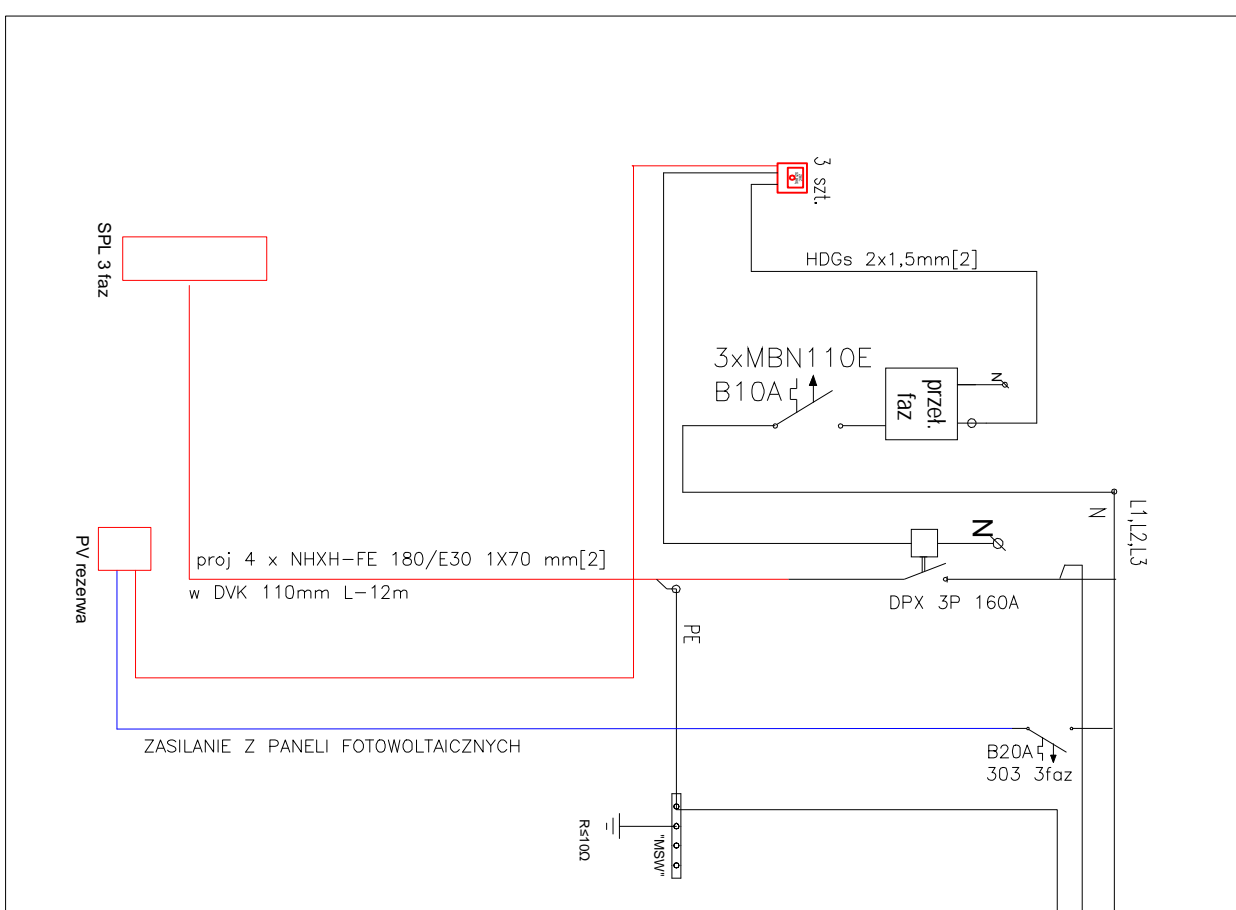 3 szt.
SPL 3 faz
HDGs 2x1,5mm[2]
3xMBN110E
B10A
przeł.
faz
N
L1,L2,L3
N
N
PV rezerwa
proj 4 x NHXH-FE 180/E30 1X70 mm[2]
w DVK 110mm L-12m
DPX 3P 160A
PE
ZASILANIE Z PANELI FOTOWOLTAICZNYCH
B20A
303 3faz
R≤10Ω
"MSW"